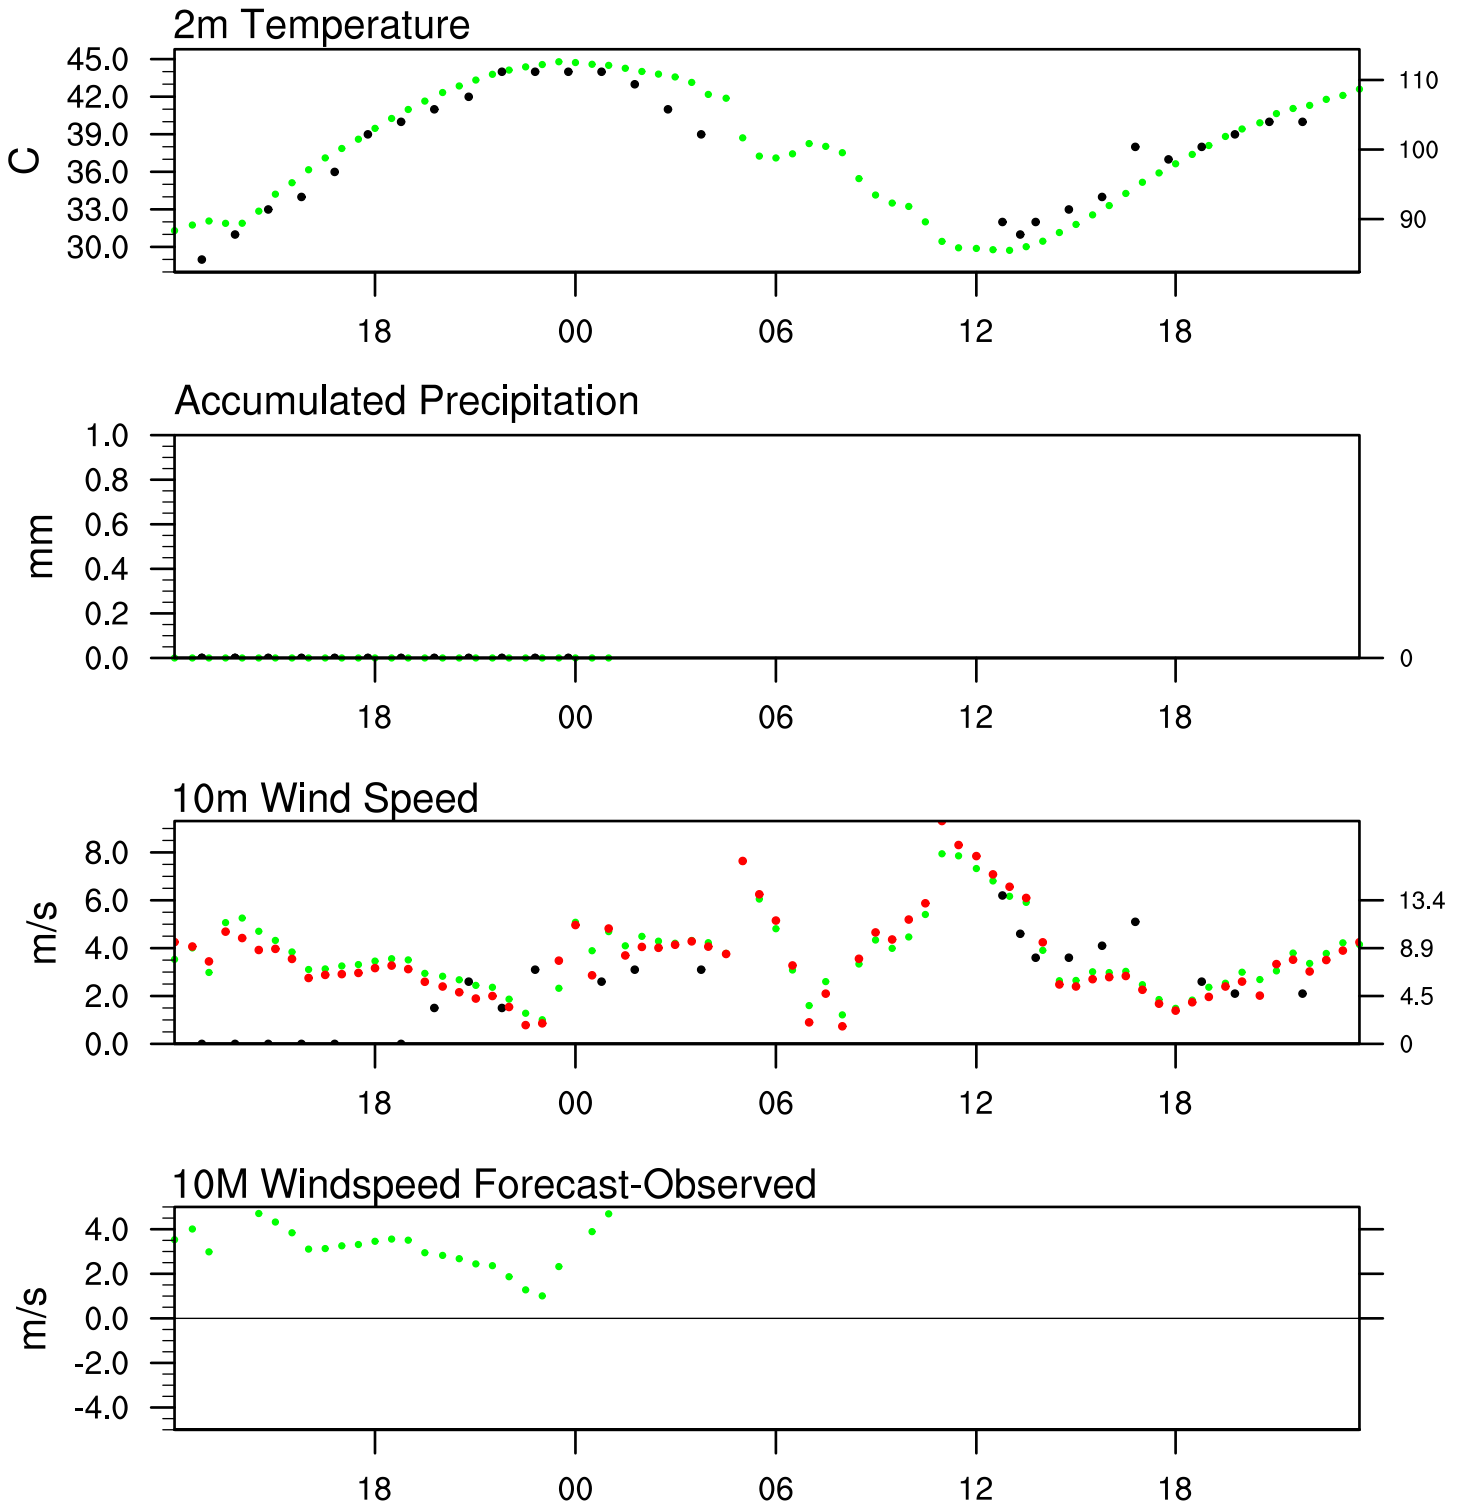 2m Temperature
45.0
42.0
39.0
36.0
33.0
30.0
C
110
100
90
18 00 06 12 18
Accumulated Precipitation
1.0
0.8
0.6
0.4
0.2
0.0
mm
0
18 00 06 12 18
10m Wind Speed
8.0
6.0
4.0
2.0
0.0
m/s
13.4
8.9
4.5
0
18 00 06 12 18
10M Windspeed Forecast-Observed
4.0
2.0
0.0
-2.0
-4.0
m/s
18 00 06 12 18